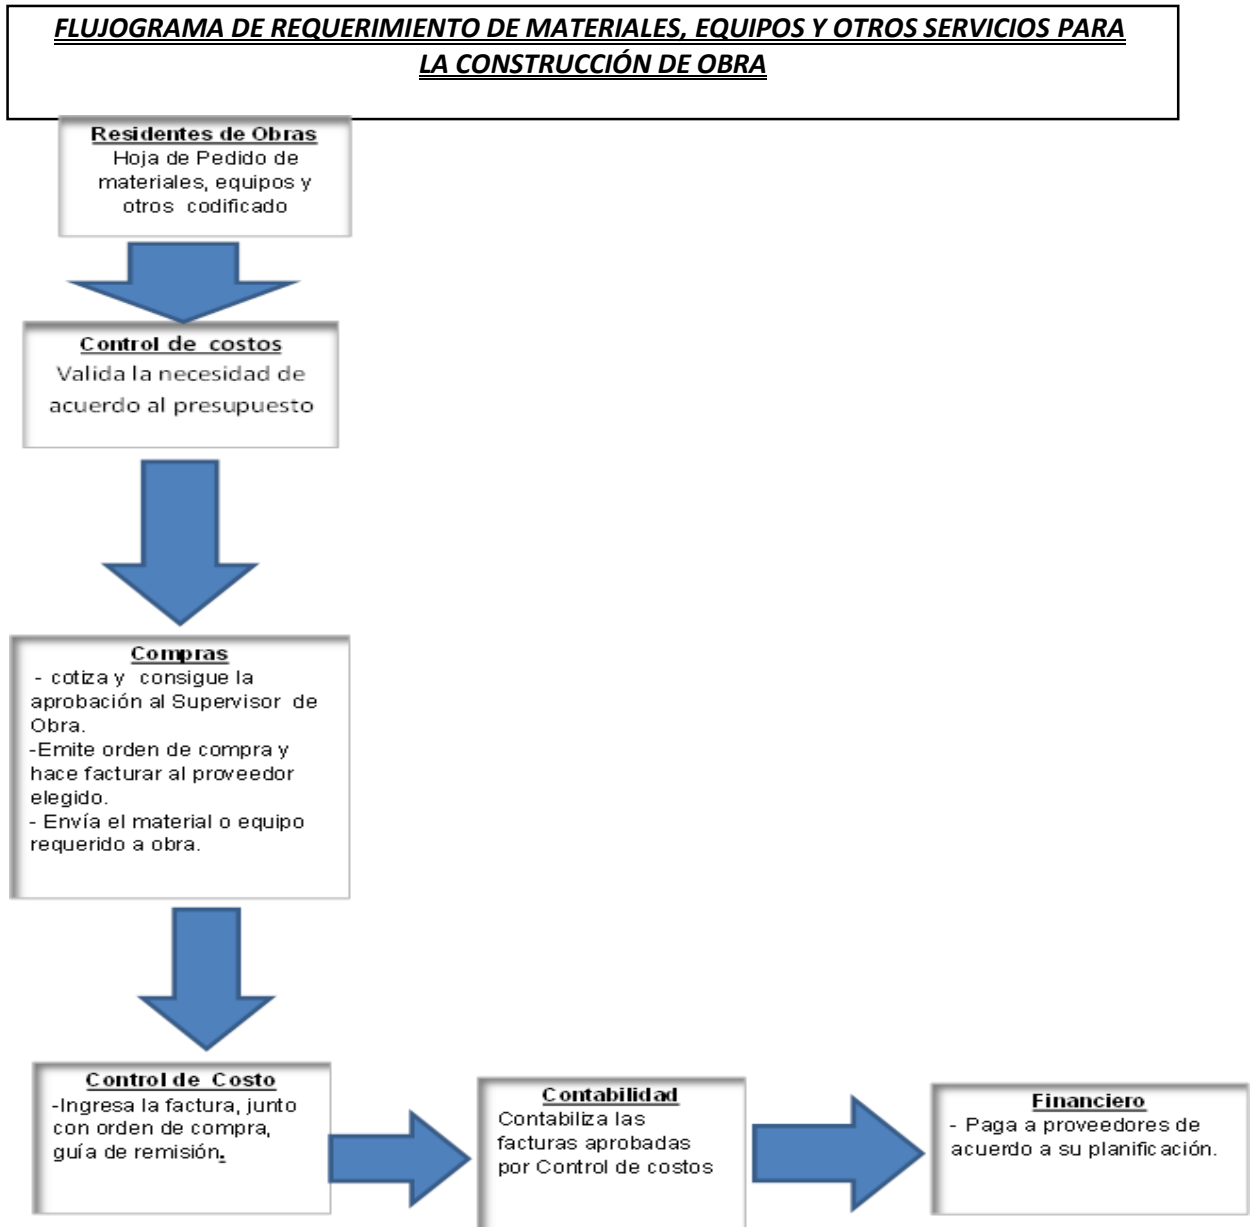 FLUJOGRAMA DE REQUERIMIENTO DE MATERIALES, EQUIPOS Y OTROS SERVICIOS PARA
LA CONSTRUCCIÓN DE OBRA
Residentes de Obras
Hoja de Pedido de
materiales, equipos y
otros codificado
Control de costos
Valida la necesidad de
acuerdo al presupuesto
Compras
- cotiza y consigue la
aprobación al Supervisor de
Obra.
-Emite orden de compra y
hace facturar al proveedor
elegido.
- Envía el material o equipo
requerido a obra.
Control de Costo
-Ingresa la factura, junto
con orden de compra,
guía de remisión.
Contabilidad
Contabiliza las
facturas aprobadas
por Control de costos
Financiero
- Paga a proveedores de
acuerdo a su planificación.